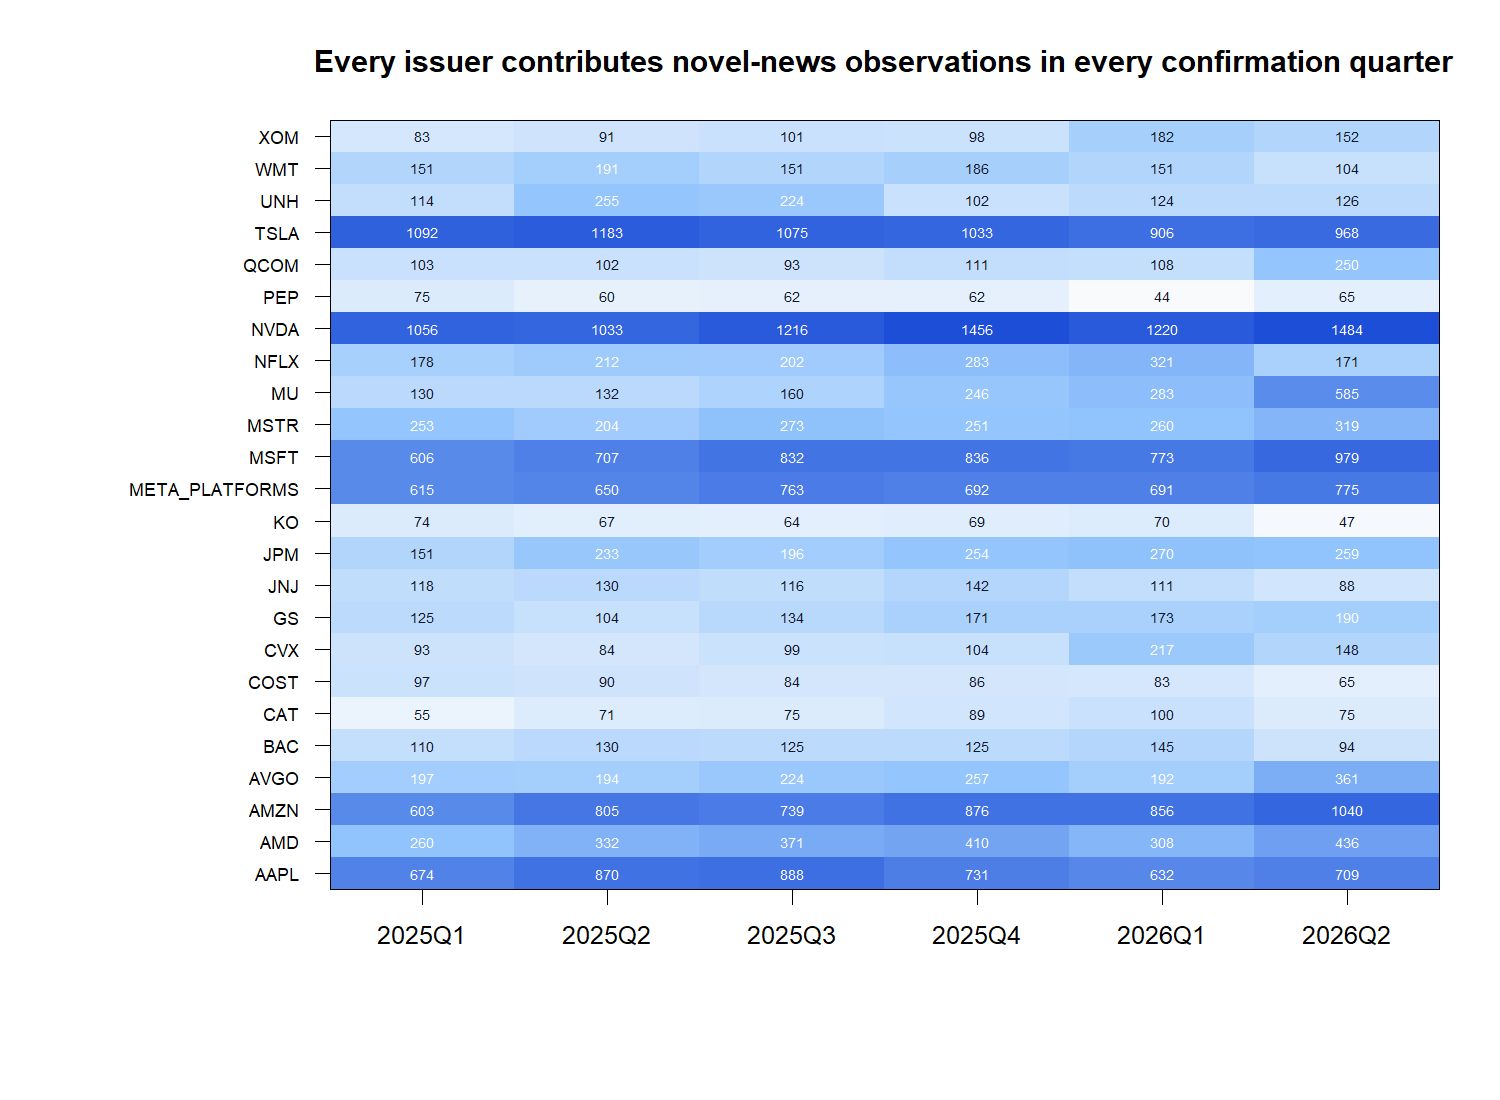 Every issuer contributes novel-news observations in every confirmation quarter
XOM 83 91 101 98 182 152
WMT 151 191 151 186 151 104
UNH 114 255 224 102 124 126
TSLA 1092 1183 1075 1033 906 968
QCOM 103 102 93 111 108 250
PEP 75 60 62 62 44 65
NVDA 1056 1033 1216 1456 1220 1484
NFLX 178 212 202 283 321 171
MU 130 132 160 246 283 585
MSTR 253 204 273 251 260 319
MSFT 606 707 832 836 773 979
META_PLATFORMS 615 650 763 692 691 775
KO 74 67 64 69 70 47
JPM 151 233 196 254 270 259
JNJ 118 130 116 142 111 88
GS 125 104 134 171 173 190
CVX 93 84 99 104 217 148
COST 97 90 84 86 83 65
CAT 55 71 75 89 100 75
BAC 110 130 125 125 145 94
AVGO 197 194 224 257 192 361
AMZN 603 805 739 876 856 1040
AMD 260 332 371 410 308 436
AAPL 674 870 888 731 632 709
2025Q1 2025Q2 2025Q3 2025Q4 2026Q1 2026Q2